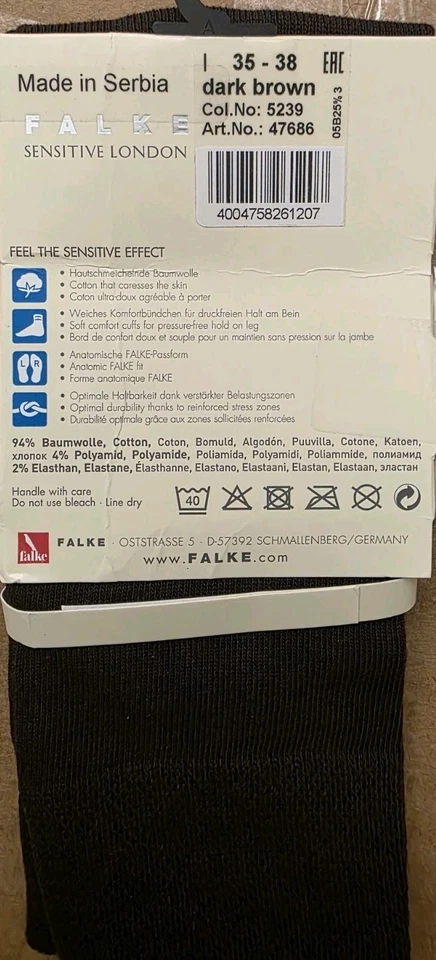 Made in Serbia
FALKE
SENSITIVE LONDON
I 35 - 38 EAC
dark brown
Col.No: 5239
Art.No.: 47686
05B25% 3
4004758261207
FEEL THE SENSITIVE EFFECT
• Hautschmeichelnde Baumwolle
• Cotton that caresses the skin
• Coton ultra-doux agréable à porter
• Weiches Komfortbündchen für druckfreien Halt am Bein
• Soft comfort cuffs for pressure-free hold on leg
• Bord de confort doux et souple pour un maintien sans pression sur la jambe
L R
• Anatomische FALKE-Passform
• Anatomic FALKE fit
• Forme anatomique FALKE
• Optimale Haltbarkeit dank verstärkter Belastungszonen
• Optimal durability thanks to reinforced stress zones
• Durabilité optimale grâce aux zones sollicitées renforcées
94% Baumwolle, Cotton, Coton, Bomuld, Algodón, Puuvilla, Cotone, Katoen,
хлопок 4% Polyamid, Polyamide, Poliamida, Polyamidi, Poliammide, полиамид
2% Elasthan, Elastane, Élasthanne, Elastano, Elastaani, Elastan, Elastaan, эластан
Handle with care
Do not use bleach · Line dry
40
falke
FALKE · OSTSTRASSE 5 · D-57392 SCHMALLENBERG/GERMANY
www.FALKE.com